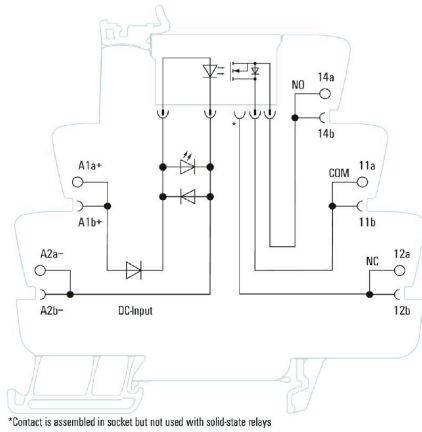 14a
NO
*
14b
A1a+
11a
COM
A1b+
11b
A2a–
12a
NC
A2b–
DC-Input
12b
*Contact is assembled in socket but not used with solid-state relays